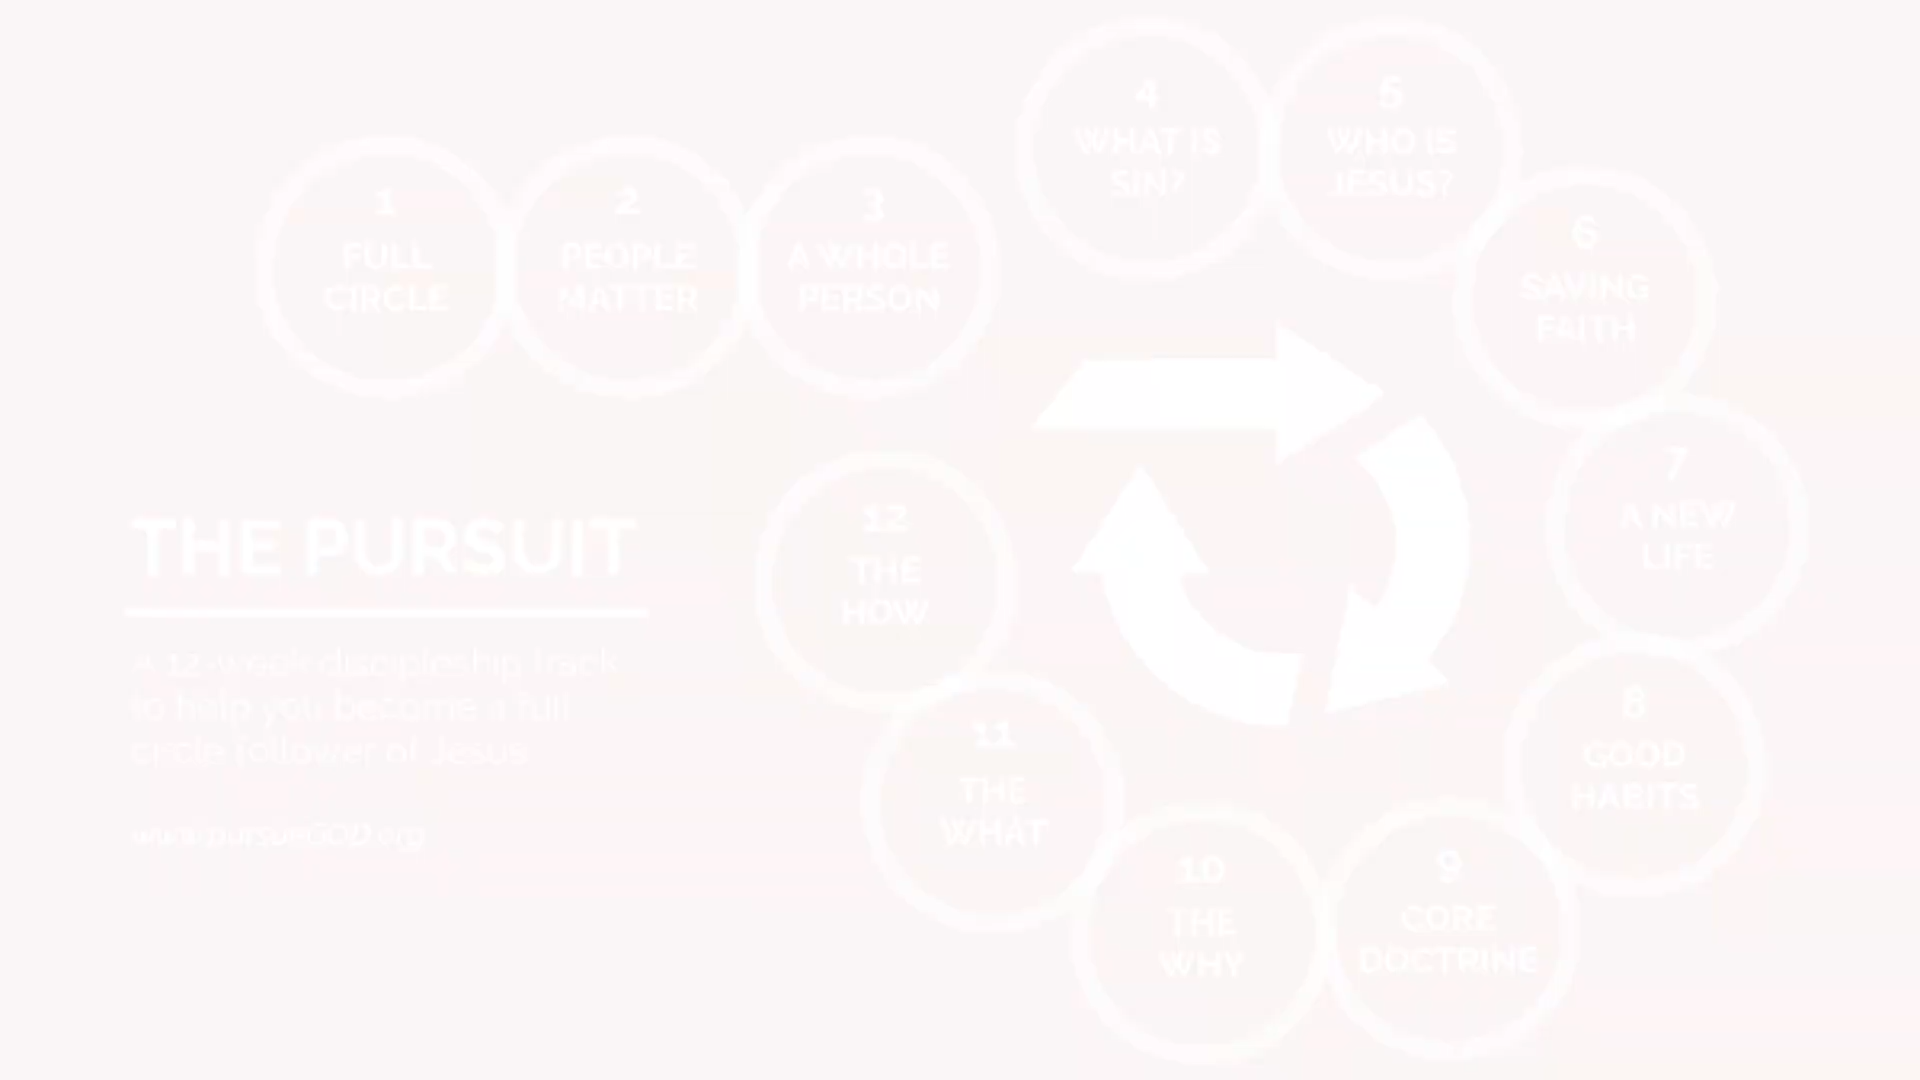 1
FULL
CIRCLE
2
PEOPLE
MATTER
3
A WHOLE
PERSON
4
WHAT IS
SIN?
5
WHO IS
JESUS?
6
SAVING
FAITH
7
A NEW
LIFE
8
GOOD
HABITS
9
CORE
DOCTRINE
10
THE
WHY
11
THE
WHAT
12
THE
HOW
THE PURSUIT
A 12-week discipleship track
to help you become a full
circle follower of Jesus
www.pursueGOD.org